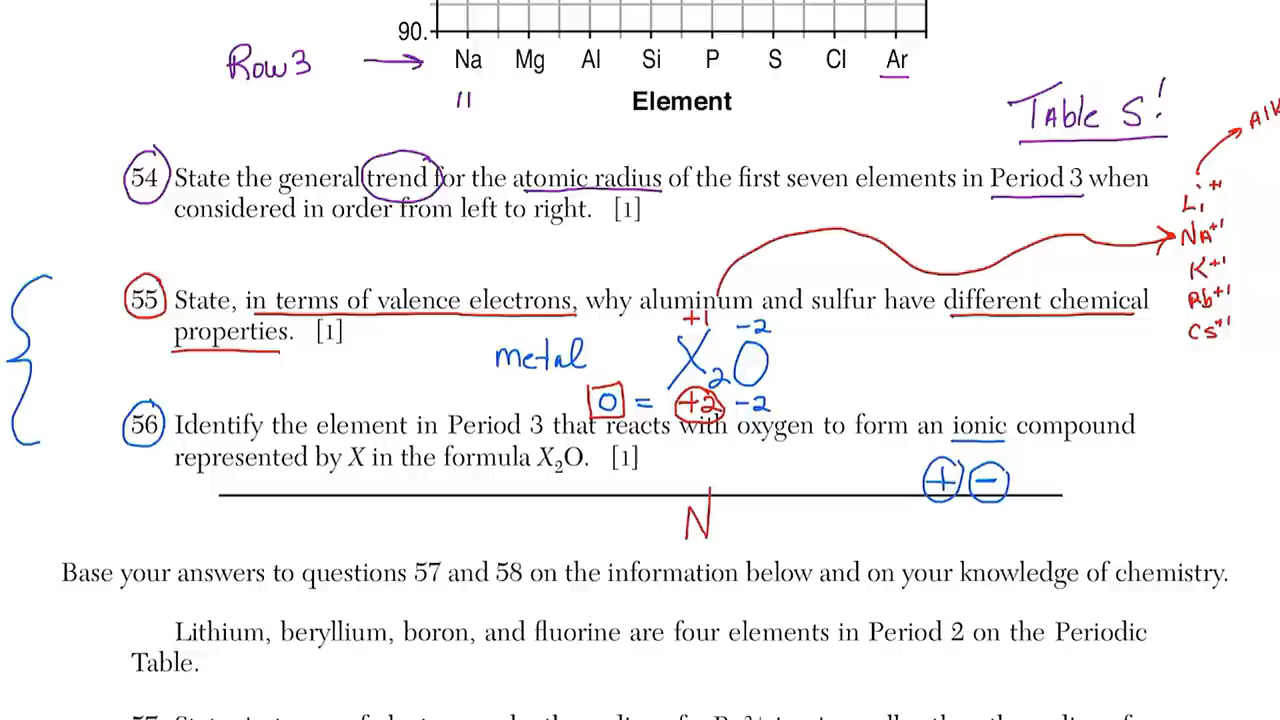 90.
Row 3 → Na Mg Al Si P S Cl Ar
11 Element
Table S!
54 State the general trend for the atomic radius of the first seven elements in Period 3 when
considered in order from left to right. [1]
Li+1
Na+1
K+1
Rb+1
Cs+1
55 State, in terms of valence electrons, why aluminum and sulfur have different chemical
properties. [1]
+1 -2
metal X₂O
0 = +2 -2
56 Identify the element in Period 3 that reacts with oxygen to form an ionic compound
represented by X in the formula X₂O. [1]
+ -
N
Base your answers to questions 57 and 58 on the information below and on your knowledge of chemistry.
Lithium, beryllium, boron, and fluorine are four elements in Period 2 on the Periodic
Table.